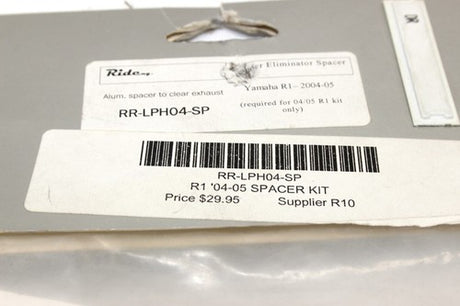 Ride
er Eliminator Spacer
Yamaha R1- 2004-05
Alum. spacer to clear exhaust
(required for 04/05 R1 kit
only)
RR-LPH04-SP
RR-LPH04-SP
R1 '04-05 SPACER KIT
Price $29.95 Supplier R10